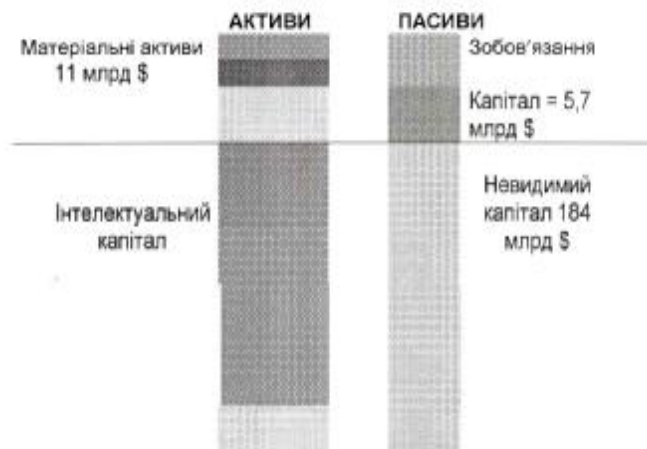 АКТИВИ
ПАСИВИ
Матеріальні активи
11 млрд $
Зобов'язання
Капітал = 5,7
млрд $
Інтелектуальний
капітал
Невидимий
капітал 184
млрд $